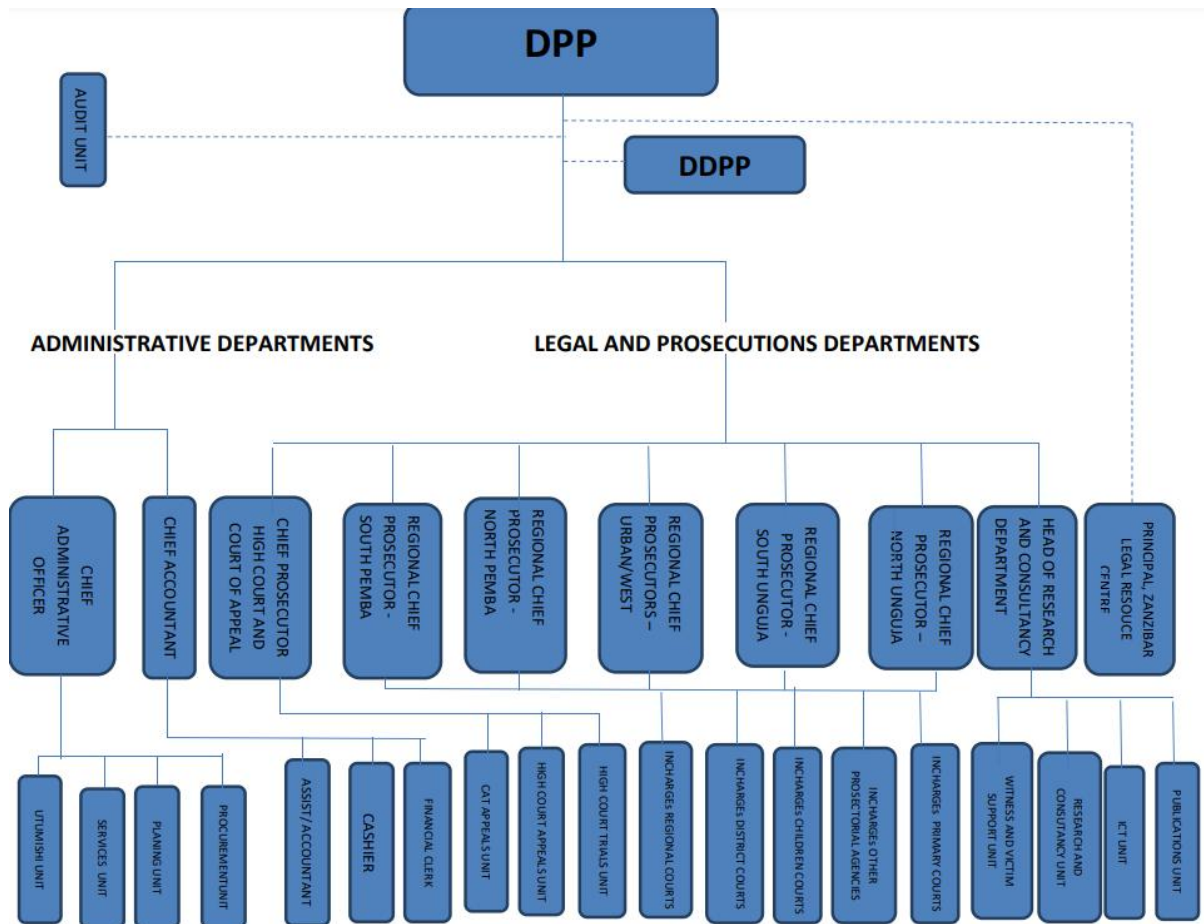 DPP
AUDIT UNIT
DDPP
ADMINISTRATIVE DEPARTMENTS
LEGAL AND PROSECUTIONS DEPARTMENTS
CHIEF
ADMINISTRATIVE
OFFICER
CHIEF ACCOUNTANT
CHIEF PROSECUTOR
HIGH COURT AND
COURT OF APPEAL
REGIONAL CHIEF
PROSECUTOR -
SOUTH PEMBA
REGIONAL CHIEF
PROSECUTOR -
NORTH PEMBA
REGIONAL CHIEF
PROSECUTORS –
URBAN/WEST
REGIONAL CHIEF
PROSECUTOR -
SOUTH UNGUJA
REGIONAL CHIEF
PROSECUTOR –
NORTH UNGUJA
HEAD OF RESEARCH
AND CONSULTANCY
DEPARTMENT
PRINCIPAL, ZANZIBAR
LEGAL RESOUCE
CENTRE
UTUMISHI UNIT
SERVICES UNIT
PLANING UNIT
PROCUREMENTUNIT
ASSIST/ACCOUNTANT
CASHIER
FINANCIAL CLERK
CAT APPEALS UNIT
HIGH COURT APPEALS UNIT
HIGH COURT TRIALS UNIT
INCHARGEs REGIONAL COURTS
INCHARGEs DISTRICT COURTS
INCHARGEs CHILDREN COURTS
INCHARGEs OTHER
PROSECTORIAL AGENCIES
INCHARGEs PRIMARY COURTS
WITNESS AND VICTIM
SUPPORT UNIT
RESEARCH AND
CONSUTANCY UNIT
ICT UNIT
PUBLICATIONS UNIT